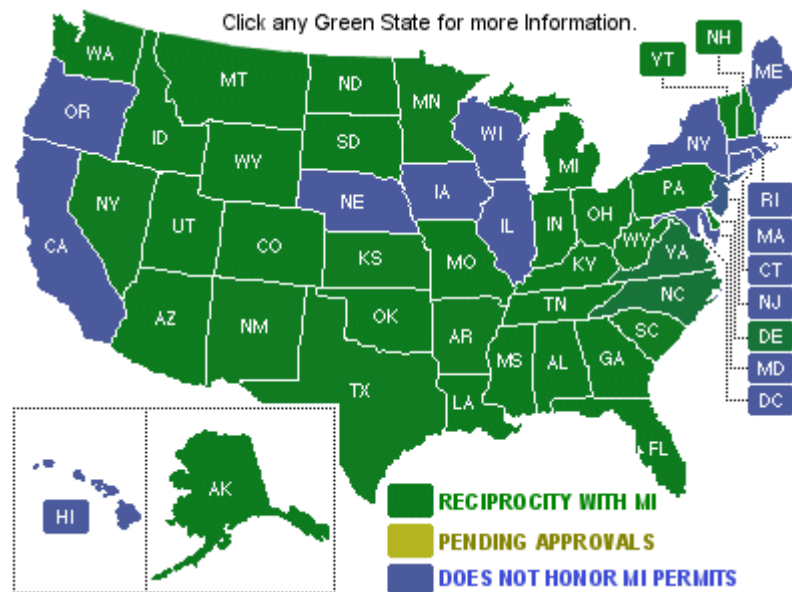 Click any Green State for more Information.
WA
MT
ND
MN
YT
NH
ME
OR
ID
SD
WI
MI
NY
WY
NV
UT
CO
NE
IA
IL
IN
OH
PA
RI
CA
KS
MO
KY
WY
YA
MA
CT
AZ
NM
OK
AR
TN
NC
NJ
SC
DE
TX
LA
MS
AL
GA
MD
DC
FL
HI
AK
RECIPROCITY WITH MI
PENDING APPROVALS
DOES NOT HONOR MI PERMITS